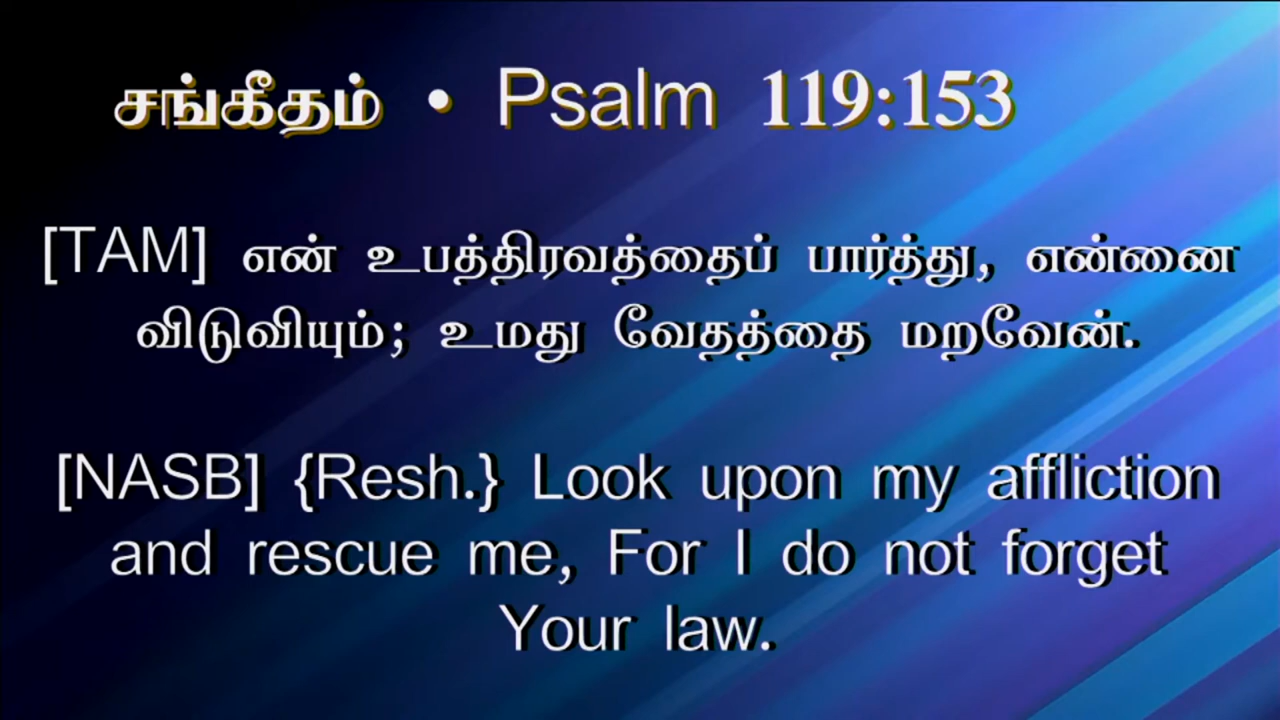 சங்கீதம் • Psalm 119:153
[TAM] என் உபத்திரவத்தைப் பார்த்து, என்னை
விடுவியும்; உமது வேதத்தை மறவேன்.
[NASB] {Resh.} Look upon my affliction
and rescue me, For I do not forget
Your law.